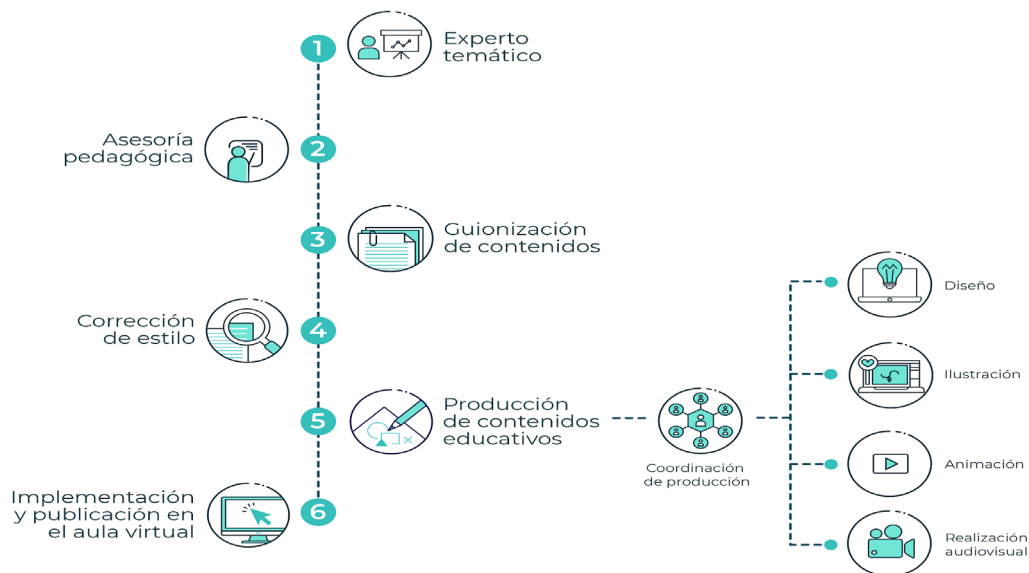 1
Experto
temático
Asesoría
pedagógica
2
3
Guionización
de contenidos
Corrección
de estilo
4
5
Producción
de contenidos
educativos
Coordinación
de producción
Diseño
Ilustración
Animación
Realización
audiovisual
Implementación
y publicación en
el aula virtual
6